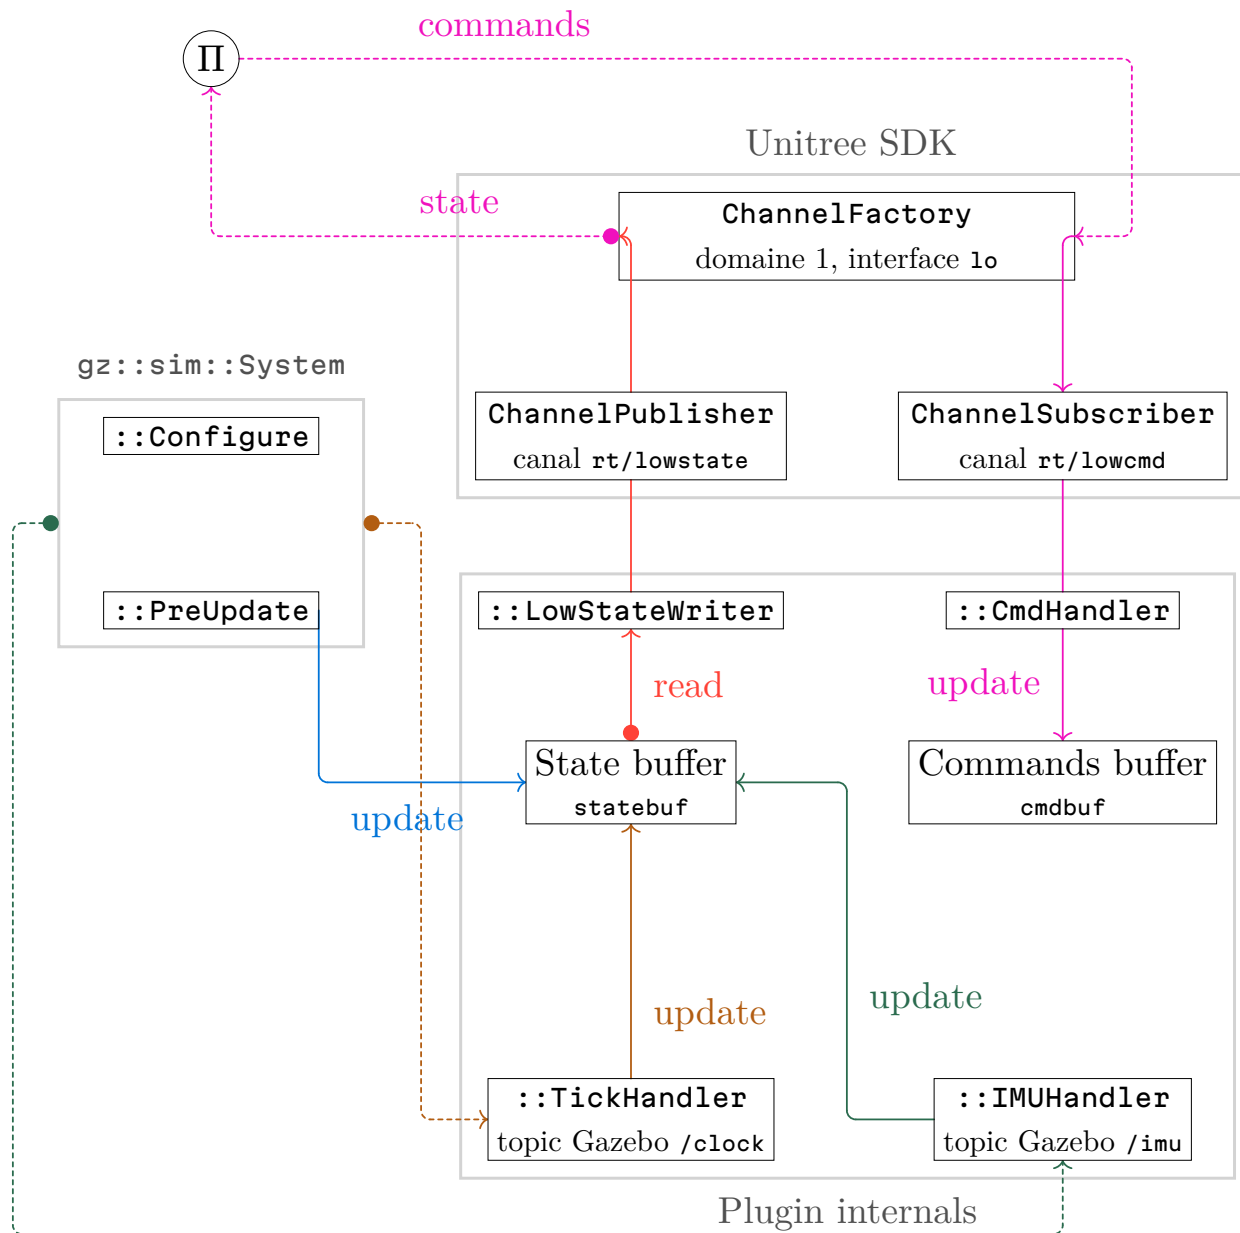 commands
Π
Unitree SDK
state
ChannelFactory
domaine 1, interface lo
gz::sim::System
::Configure
ChannelPublisher
canal rt/lowstate
ChannelSubscriber
canal rt/lowcmd
::PreUpdate
::LowStateWriter
::CmdHandler
read
update
State buffer
statebuf
Commands buffer
cmdbuf
update
update
update
::TickHandler
topic Gazebo /clock
::IMUHandler
topic Gazebo /imu
Plugin internals